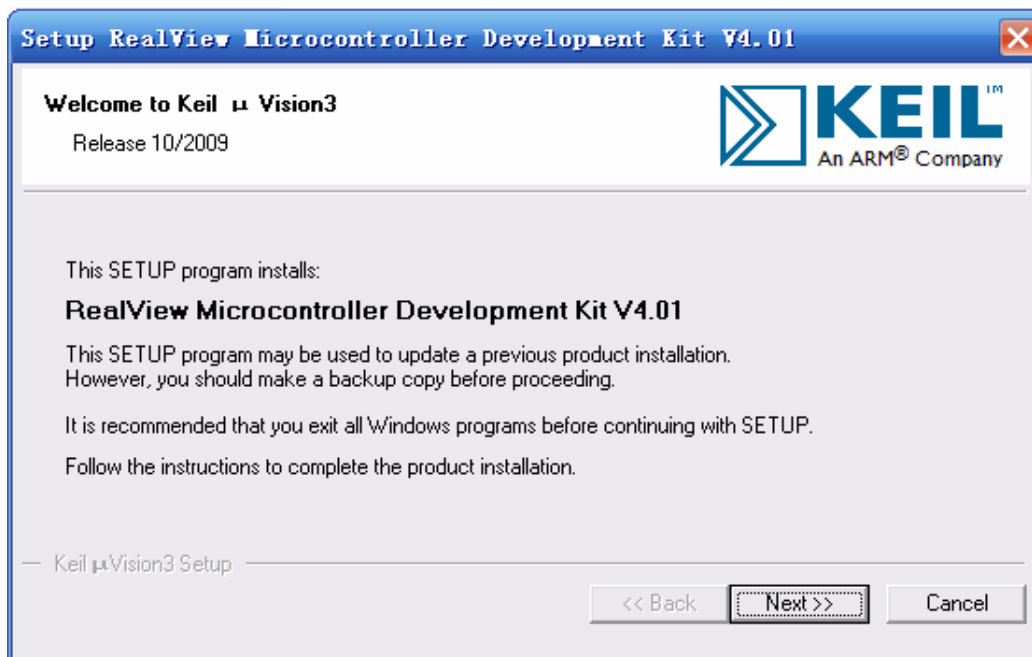 Setup RealView Microcontroller Development Kit V4.01
Welcome to Keil μ Vision3
Release 10/2009
KEIL™
An ARM® Company
This SETUP program installs:
RealView Microcontroller Development Kit V4.01
This SETUP program may be used to update a previous product installation.
However, you should make a backup copy before proceeding.
It is recommended that you exit all Windows programs before continuing with SETUP.
Follow the instructions to complete the product installation.
Keil μVision3 Setup
<< Back
Next >>
Cancel